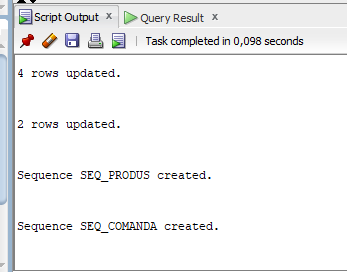 Script Output x Query Result x
Task completed in 0,098 seconds
4 rows updated.
2 rows updated.
Sequence SEQ_PRODUS created.
Sequence SEQ_COMANDA created.